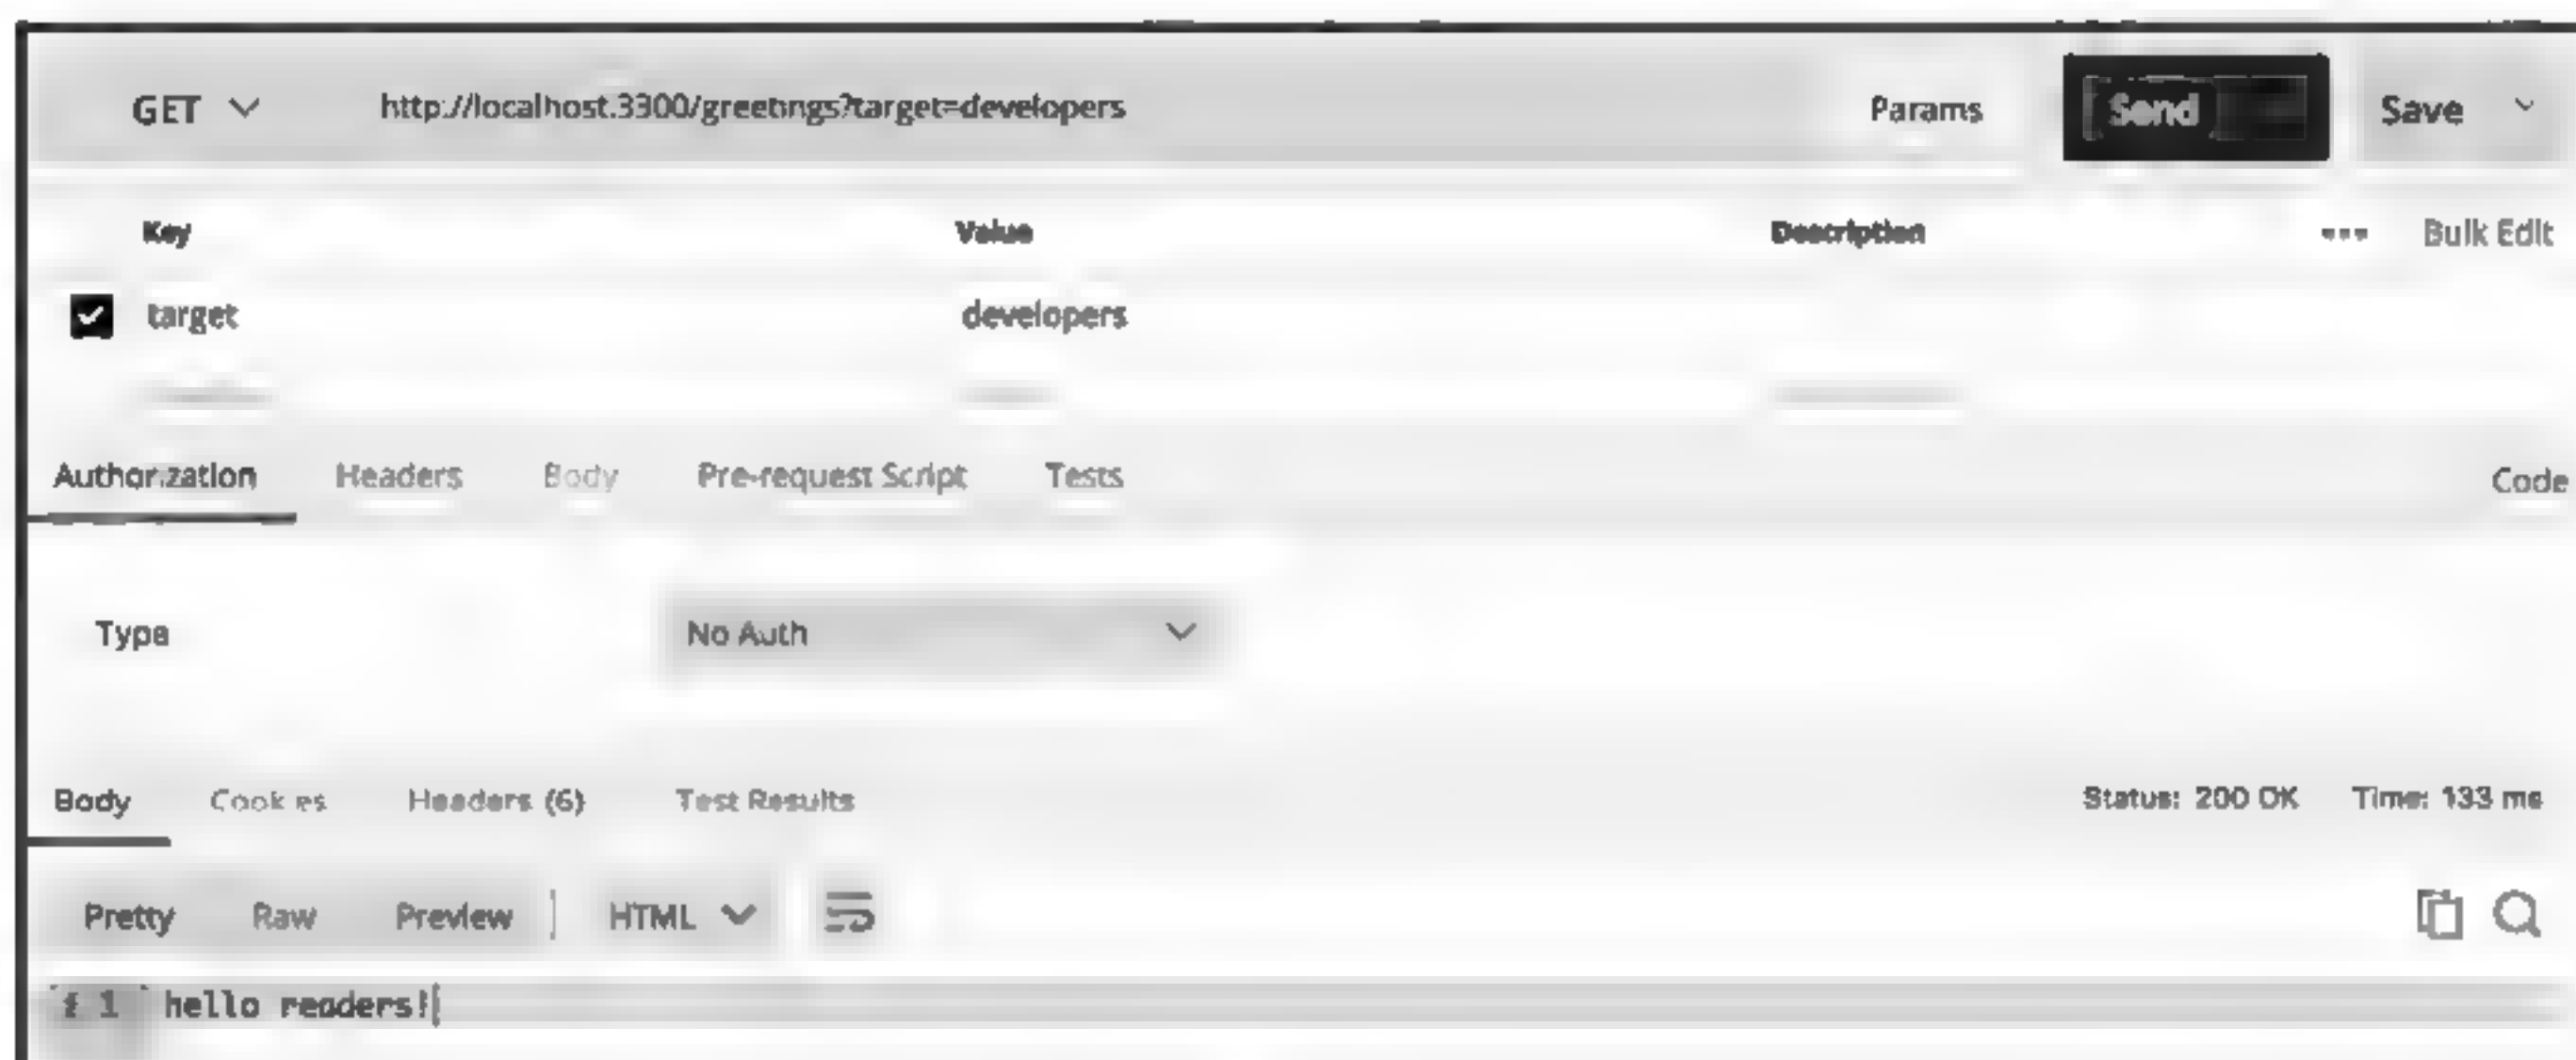 GET http://localhost.3300/greetings?target=developers Params Send Save
Key Value Description Bulk Edit
target developers
Authorization Headers Body Pre-request Script Tests Code
Type No Auth
Body Cookies Headers (6) Test Results Status: 200 OK Time: 133 ms
Pretty Raw Preview HTML
1 hello readers!